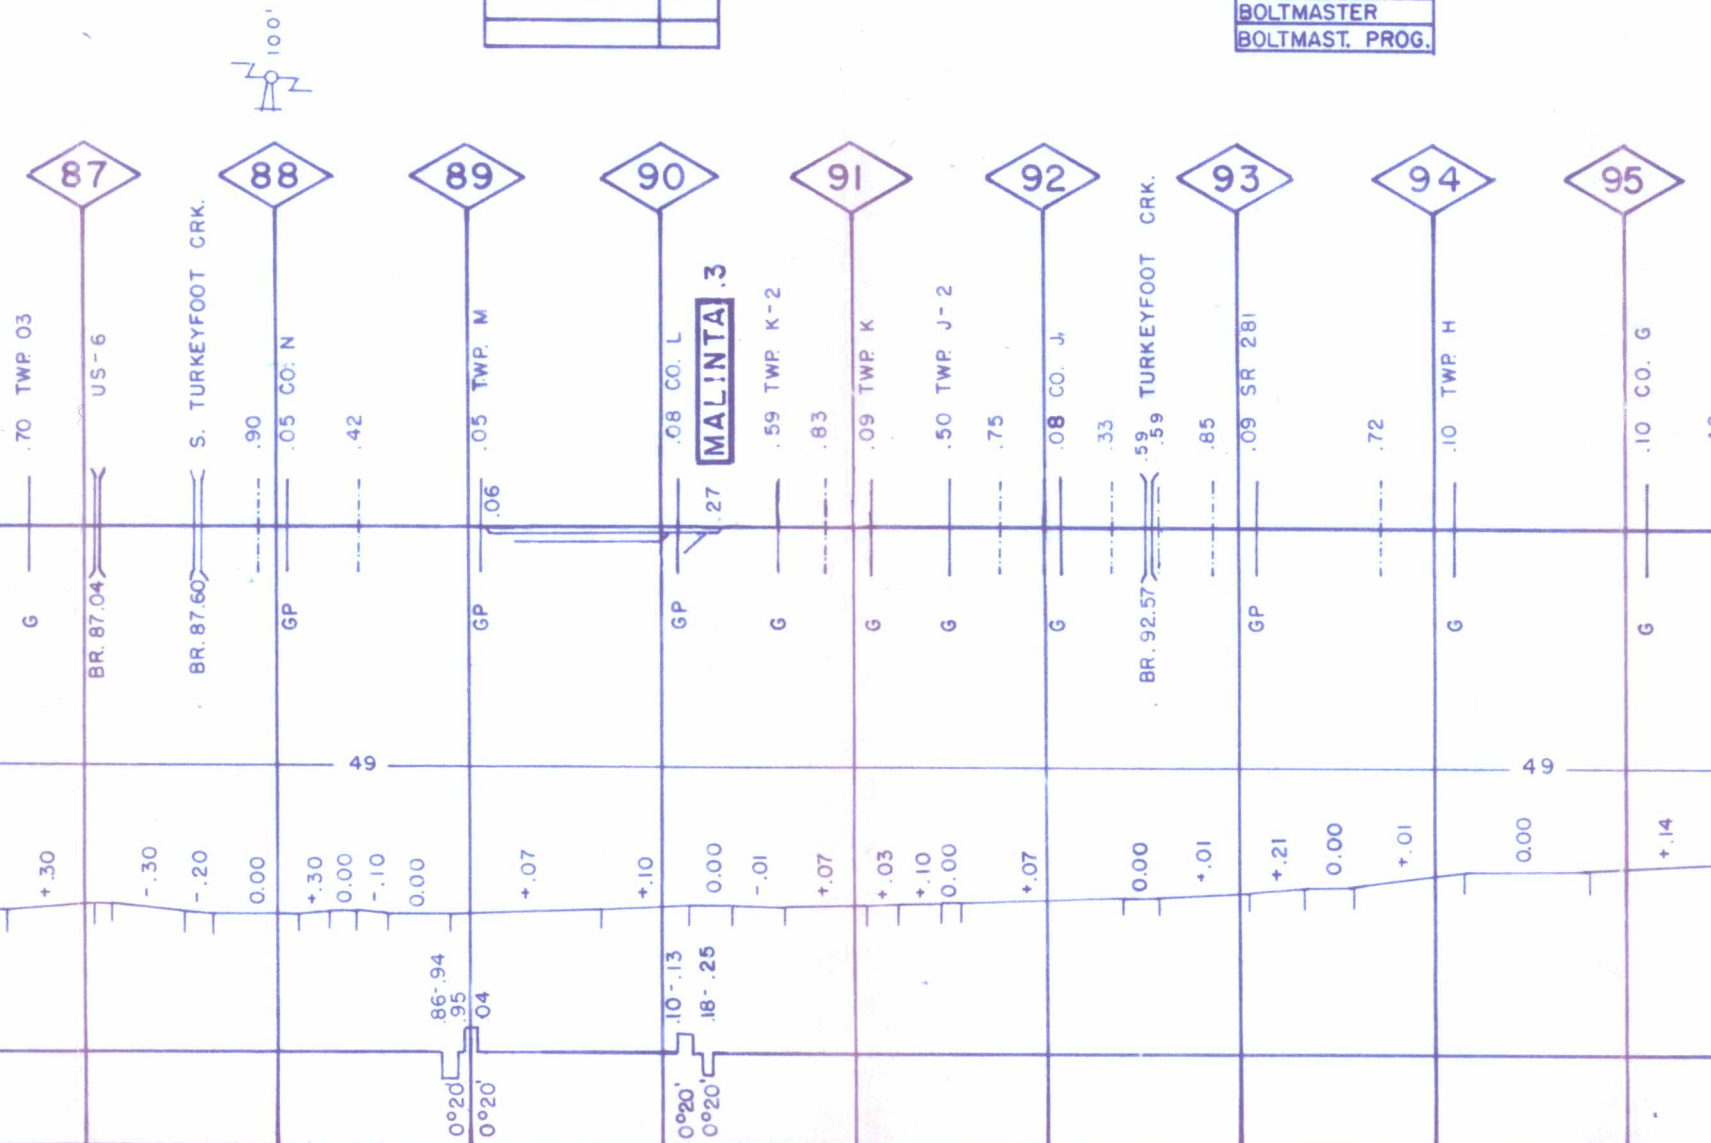 BOLTMASTER
BOLTMAST. PROG.
100'
87
88
89
90
91
92
93
94
95
.70 TWP. 03
US-6
S. TURKEYFOOT CRK.
.90
.05 CO. N
.42
.05 TWP. M
.06
.08 CO. L
MALINTA .3
.27
.59 TWP. K-2
.83
.09 TWP. K
.50 TWP. J-2
.75
.08 CO. J
.33
.59
.59 TURKEYFOOT CRK.
.85
.09 SR 281
.72
.10 TWP. H
.10 CO. G
G
BR. 87.04
BR. 87.60
GP
GP
GP
G
G
G
G
BR. 92.57
GP
G
G
49
49
+.30
-.30
-.20
0.00
+.30
0.00
-.10
0.00
+.07
+.10
0.00
-.01
+.07
+.03
+.10
0.00
+.07
0.00
+.01
+.21
0.00
+.01
0.00
+.14
.86-.94
.95
.04
.10-.13
.18-.25
0°20'
0°20'
0°20'
0°20'